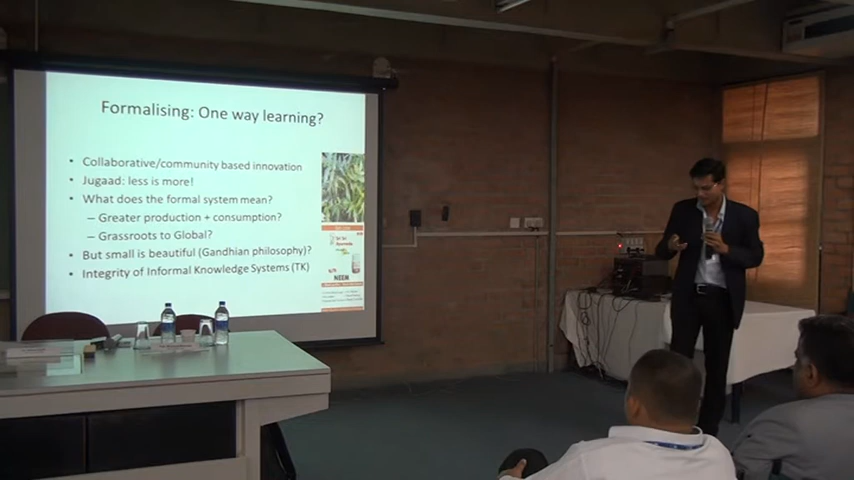 Formalising: One way learning?
• Collaborative/community based innovation
• Jugaad: less is more!
• What does the formal system mean?
– Greater production + consumption?
– Grassroots to Global?
• But small is beautiful (Gandhian philosophy)?
• Integrity of Informal Knowledge Systems (TK)
NEEM